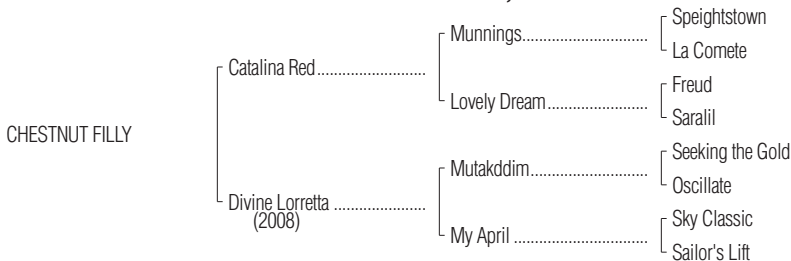 Speightstown
Munnings
La Comete
Catalina Red
Freud
Lovely Dream
Saralil
CHESTNUT FILLY
Seeking the Gold
Mutakddim
Oscillate
Divine Lorretta
(2008)
Sky Classic
My April
Sailor's Lift